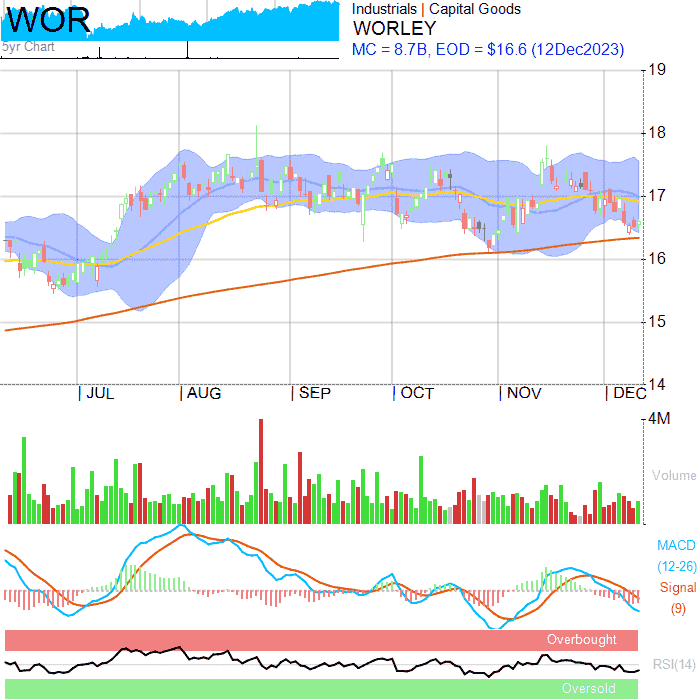 WOR
5yr Chart
Industrials | Capital Goods
WORLEY
MC = 8.7B, EOD = $16.6 (12Dec2023)
19
18
17
16
15
14
| JUL | AUG | SEP | OCT | NOV | DEC
4M
Volume
MACD
(12-26)
Signal
(9)
Overbought
RSI(14)
Oversold